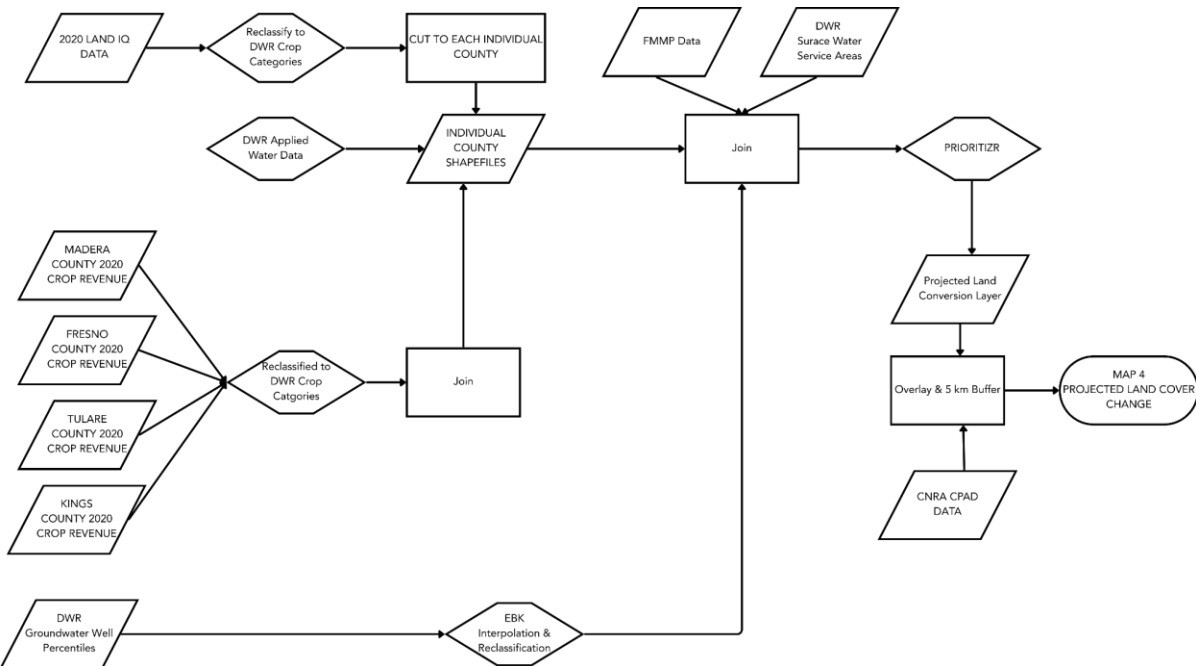 2020 LAND IQ
DATA
Reclassify to
DWR Crop
Categories
CUT TO EACH INDIVIDUAL
COUNTY
FMMP Data
DWR
Surace Water
Service Areas
DWR Applied
Water Data
INDIVIDUAL
COUNTY
SHAPEFILES
Join
PRIORITIZR
MADERA
COUNTY 2020
CROP REVENUE
FRESNO
COUNTY 2020
CROP REVENUE
TULARE
COUNTY 2020
CROP REVENUE
KINGS
COUNTY 2020
CROP REVENUE
Reclassified to
DWR Crop
Catgories
Join
Projected Land
Conversion Layer
Overlay & 5 km Buffer
MAP 4
PROJECTED LAND COVER
CHANGE
CNRA CPAD
DATA
DWR
Groundwater Well
Percentiles
EBK
Interpolation &
Reclassification